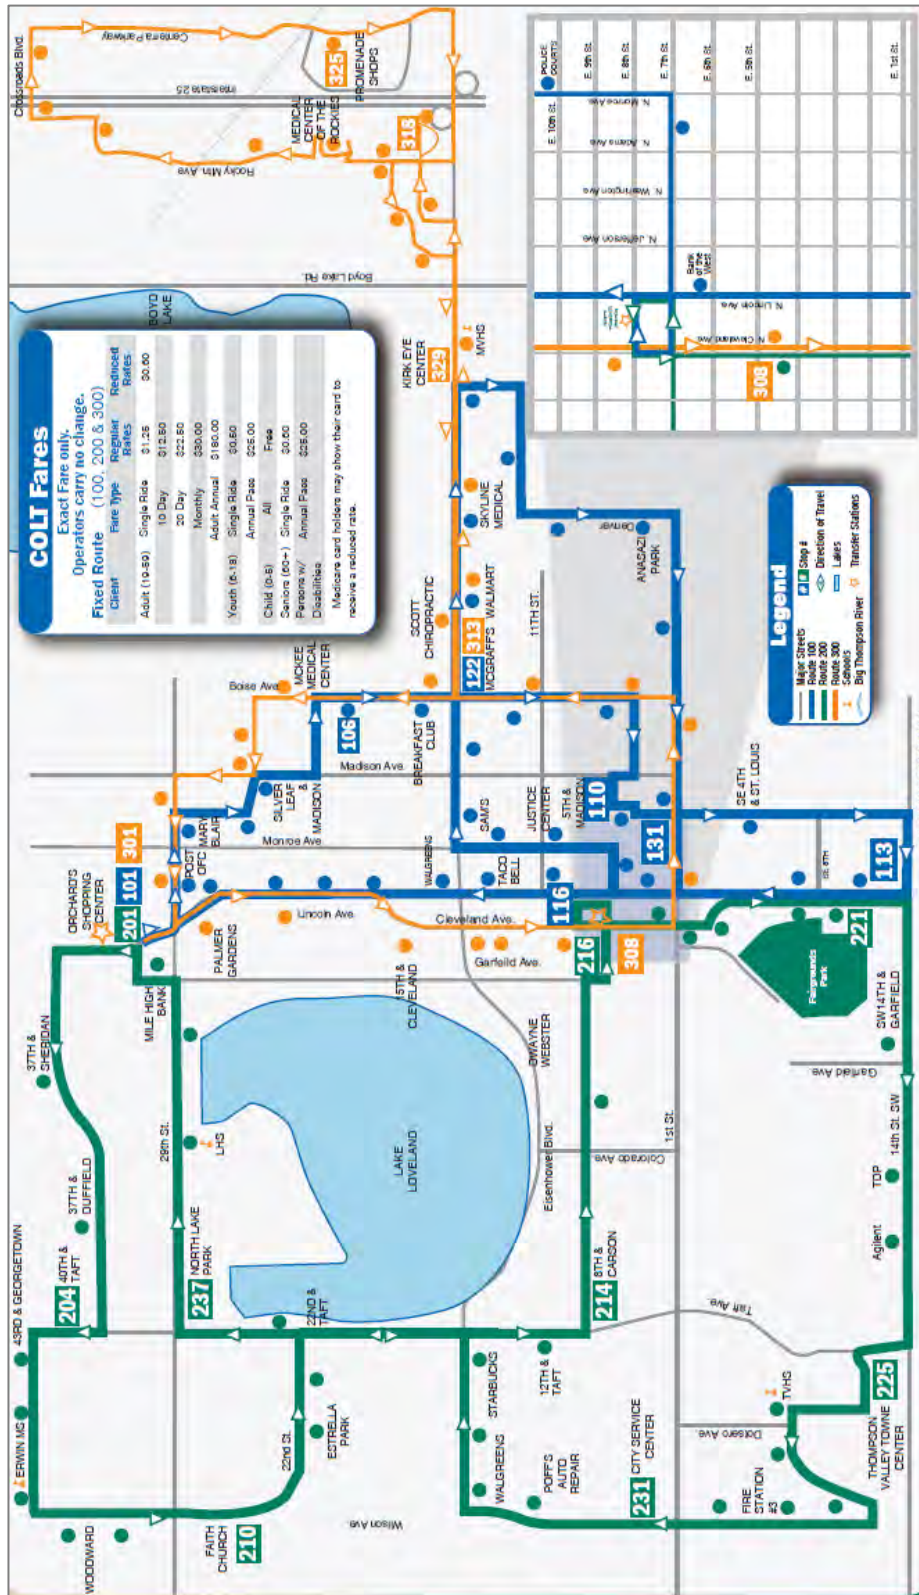 COLT Fares
Exact Fare only.
Operators carry no change.
Fixed Route (100, 200 & 300)
Client Fare Type Regular Rates Reduced Rates
Adult (19-59) Single Ride $1.25 $0.60
10 Day $12.50
20 Day $22.50
Monthly $30.00
Adult Annual $180.00
Youth (6-18) Single Ride $0.50
Annual Pass $25.00
Child (0-5) All Free
Seniors (60+) Single Ride $0.60
Persons w/ Disabilities Annual Pass $25.00
Medicare card holders may show their card to
receive a reduced rate.
BOYD
LAKE
Boyd Lake Rd.
Crossroads Blvd.
Centerra Parkway
Interstate 25
325
PROMENADE
SHOPS
MEDICAL
CENTER
OF THE
ROCKIES
318
Rocky Mtn. Ave
KIRK EYE
CENTER
329
MVHS
43RD & GEORGETOWN
ERWIN MS
WOODWARD
204
40TH &
TAFT
37TH &
DUFFIELD
37TH &
SHERIDAN
ORCHARD'S
SHOPPING
CENTER
201
101
301
MILE HIGH
BANK
POST
OFC
MARY
BLAIR
Monroe Ave
SILVER
LEAF &
MADISON
Madison Ave.
Boise Ave.
MCKEE
MEDICAL
CENTER
106
BREAKFAST
CLUB
SCOTT
CHIROPRACTIC
122
313
MCGRAFF'S
WALMART
SKYLINE
MEDICAL
11TH ST.
Denver
ANASAZI
PARK
29th St.
237
NORTH LAKE
PARK
LHS
PALMER
GARDENS
Lincoln Ave.
Cleveland Ave.
WALGREENS
SAM'S
TACO
BELL
JUSTICE
CENTER
5TH &
MADISON
110
131
116
216
308
15TH &
CLEVELAND
Garfeild Ave.
DWAYNE
WEBSTER
LAKE
LOVELAND
Eisenhower Blvd.
22ND &
TAFT
22nd St.
ESTRELLA
PARK
FAITH
CHURCH
210
Wilson Ave.
STARBUCKS
WALGREENS
12TH &
TAFT
POFF'S
AUTO
REPAIR
214
8TH &
CARSON
231
CITY SERVICE
CENTER
1st St.
Colorado Ave
Taft Ave.
Dotsero Ave.
TVHS
FIRE
STATION
#3
THOMPSON
VALLEY TOWNE
CENTER
225
Agilent
TOP
14th St. SW
Garfield Ave.
SW 14TH &
GARFIELD
Fairgrounds
Park
221
113
SE 8TH
SE 4TH
& ST. LOUIS
Legend
Major Streets
Route 100
Route 200
Route 300
Schools
Big Thompson River
Stop #
Direction of Travel
Lakes
Transfer Stations
POLICE
COURTS
E. 10th St.
E. 9th St.
E. 8th St.
E. 7th St.
E. 6th St.
E. 5th St.
E. 1st St.
N. Monroe Ave.
N. Adams Ave.
N. Washington Ave.
N. Jefferson Ave.
N. Lincoln Ave.
N. Cleveland Ave.
Bank
of the
West
308